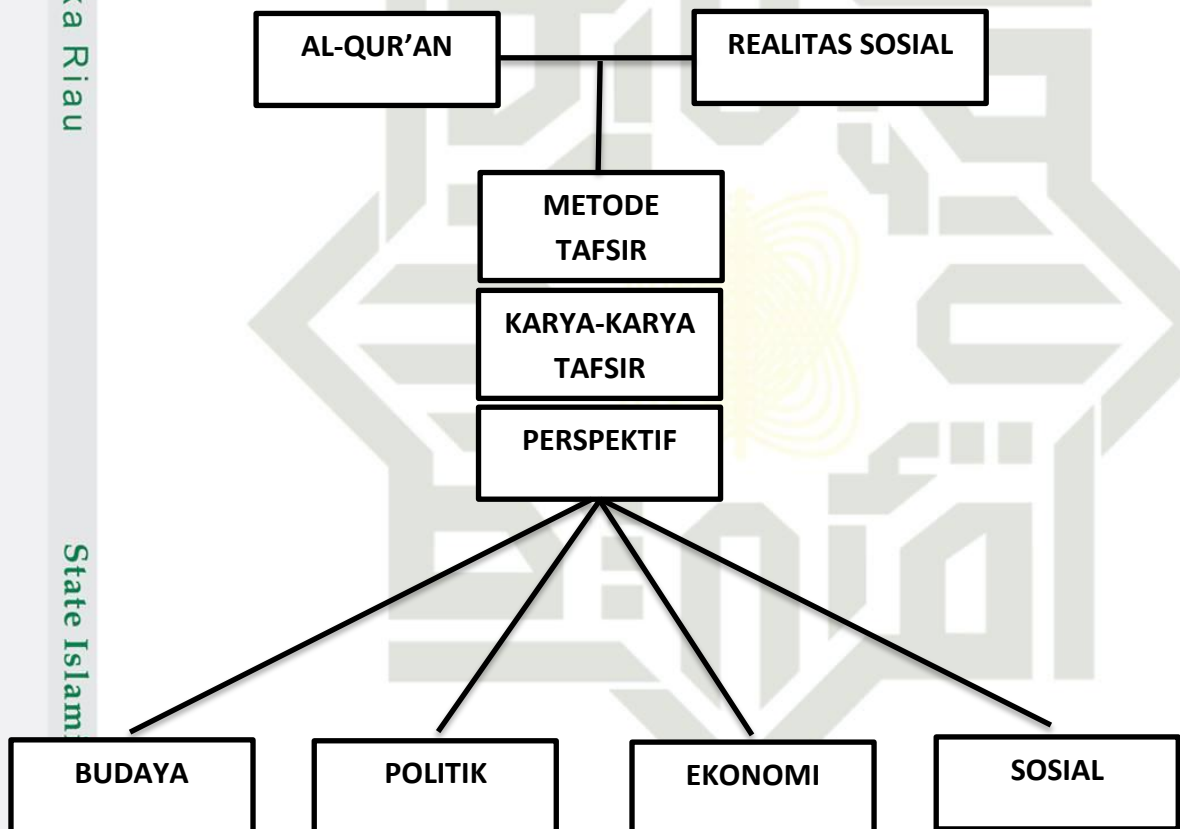 ka Riau
State Islam
AL-QUR’AN
REALITAS SOSIAL
METODE
TAFSIR
KARYA-KARYA
TAFSIR
PERSPEKTIF
BUDAYA
POLITIK
EKONOMI
SOSIAL